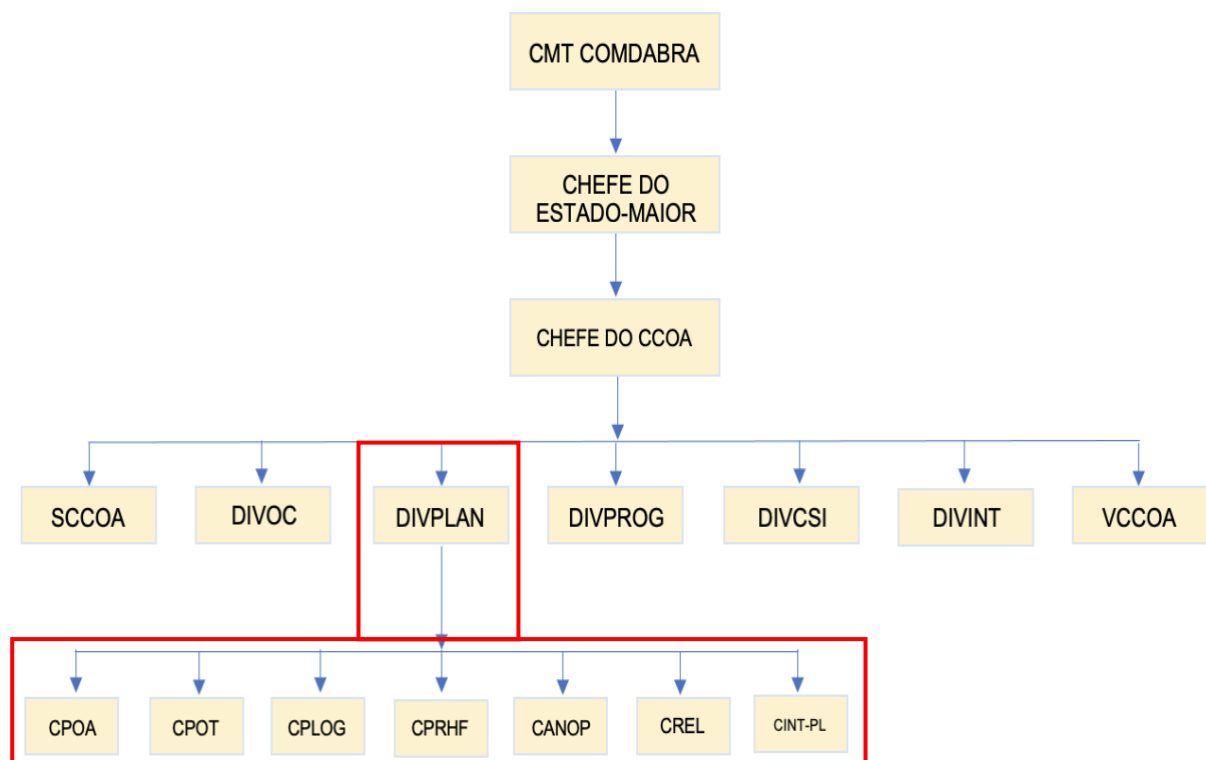 CMT COMDABRA
CHEFE DO
ESTADO-MAIOR
CHEFE DO CCOA
SCCOA
DIVOC
DIVPLAN
DIVPROG
DIVCSI
DIVINT
VCCOA
CPOA
CPOT
CPLOG
CPRHF
CANOP
CREL
CINT-PL